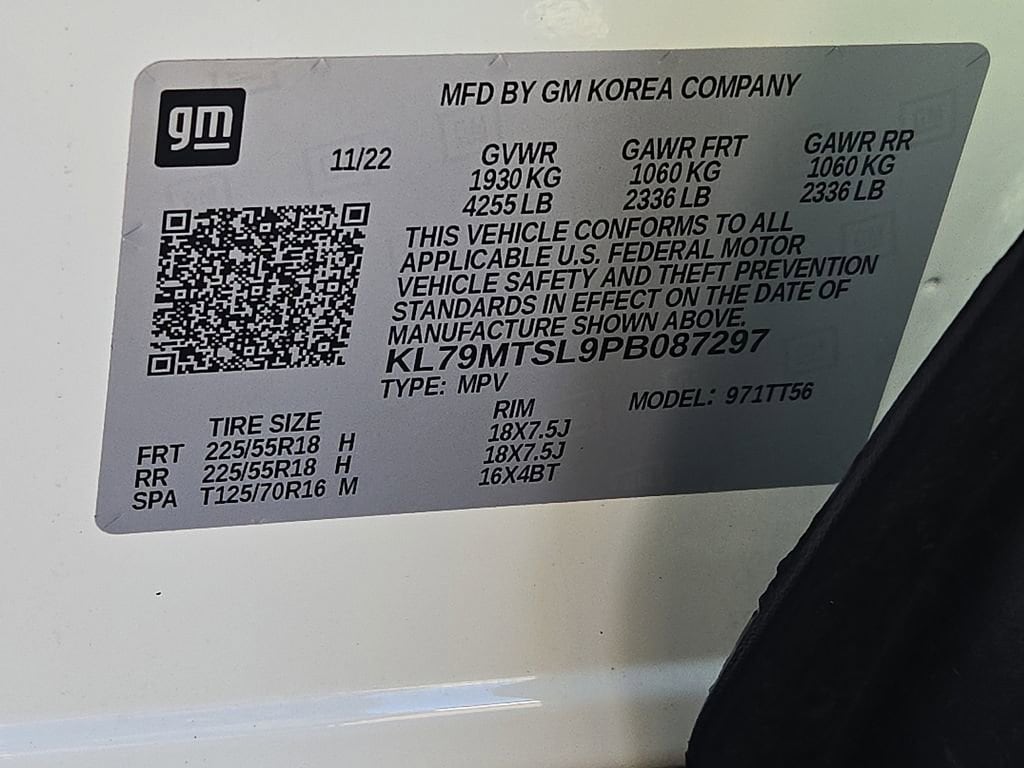 gm
MFD BY GM KOREA COMPANY
11/22 GVWR GAWR FRT GAWR RR
1930 KG 1060 KG 1060 KG
4255 LB 2336 LB 2336 LB
THIS VEHICLE CONFORMS TO ALL
APPLICABLE U.S. FEDERAL MOTOR
VEHICLE SAFETY AND THEFT PREVENTION
STANDARDS IN EFFECT ON THE DATE OF
MANUFACTURE SHOWN ABOVE.
KL79MTSL9PB087297
TYPE: MPV MODEL: 971TT56
TIRE SIZE RIM
FRT 225/55R18 H 18X7.5J
RR 225/55R18 H 18X7.5J
SPA T125/70R16 M 16X4BT